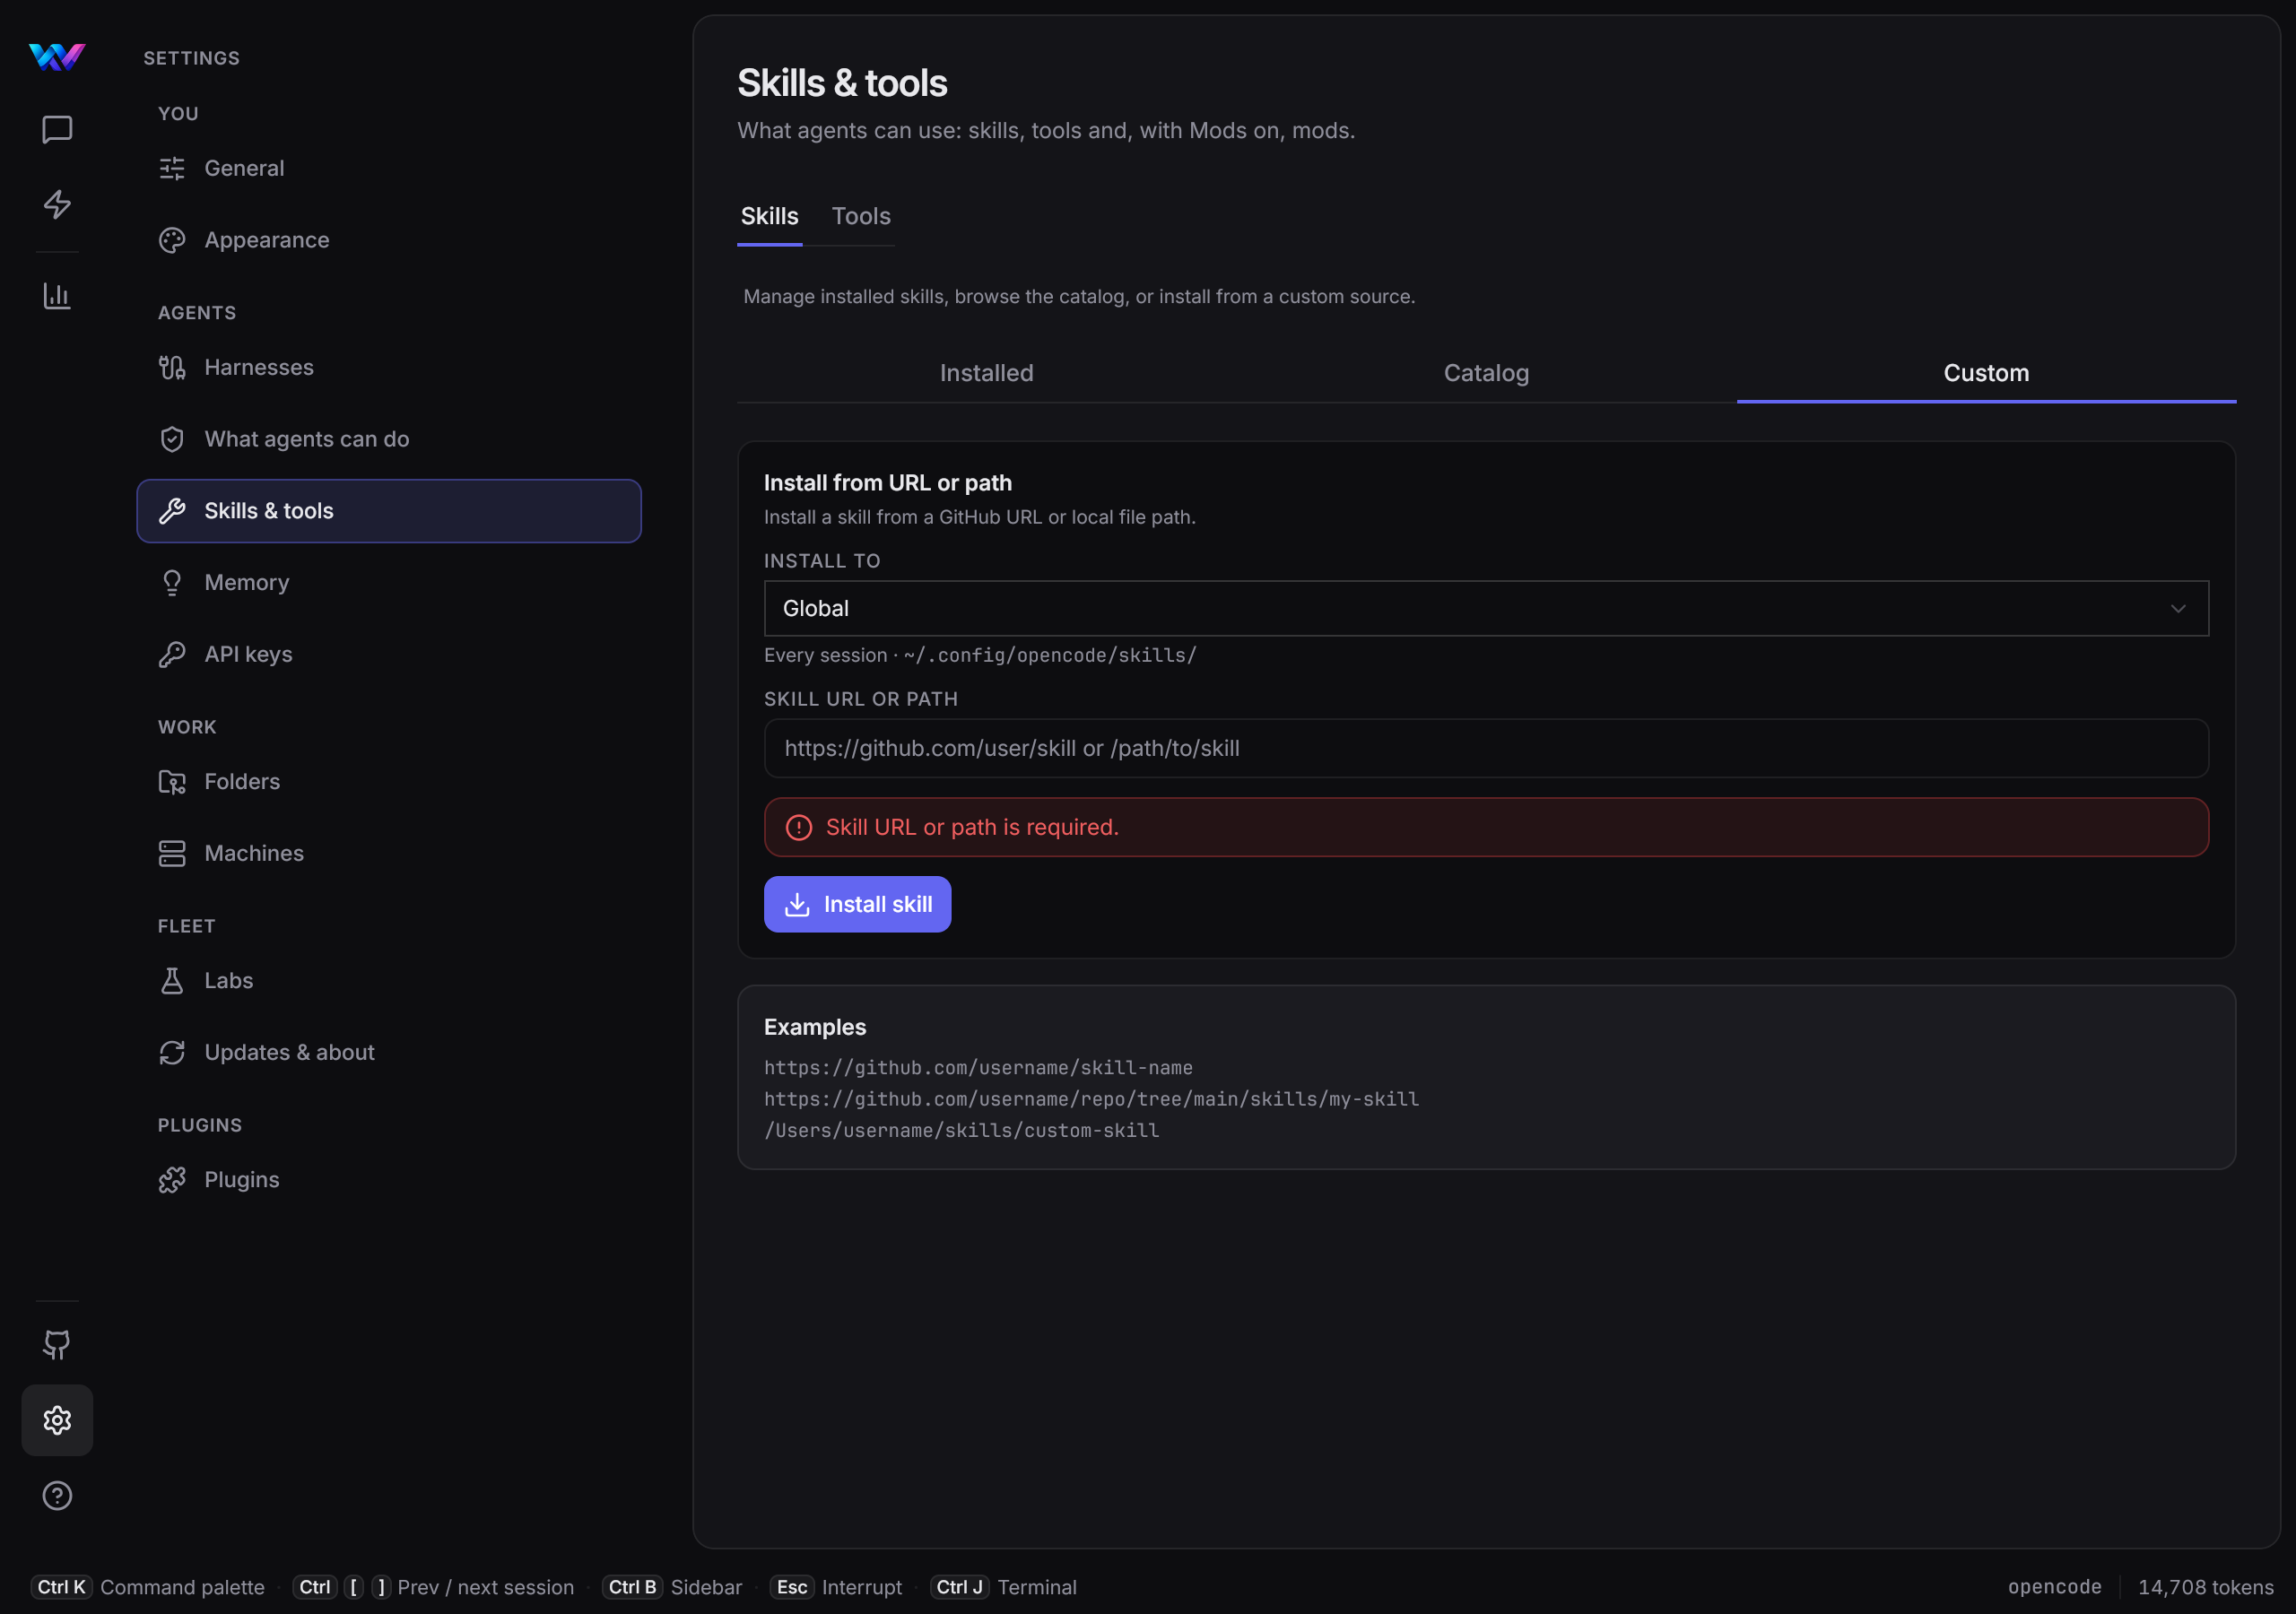 SETTINGS
YOU
General
Appearance
AGENTS
Harnesses
What agents can do
Skills & tools
Memory
API keys
WORK
Folders
Machines
FLEET
Labs
Updates & about
PLUGINS
Plugins
Skills & tools
What agents can use: skills, tools and, with Mods on, mods.
Skills Tools
Manage installed skills, browse the catalog, or install from a custom source.
Installed Catalog Custom
Install from URL or path
Install a skill from a GitHub URL or local file path.
INSTALL TO
Global
Every session · ~/.config/opencode/skills/
SKILL URL OR PATH
https://github.com/user/skill or /path/to/skill
Skill URL or path is required.
Install skill
Examples
https://github.com/username/skill-name
https://github.com/username/repo/tree/main/skills/my-skill
/Users/username/skills/custom-skill
Ctrl K Command palette · Ctrl [ ] Prev / next session · Ctrl B Sidebar · Esc Interrupt · Ctrl J Terminal opencode 14,708 tokens